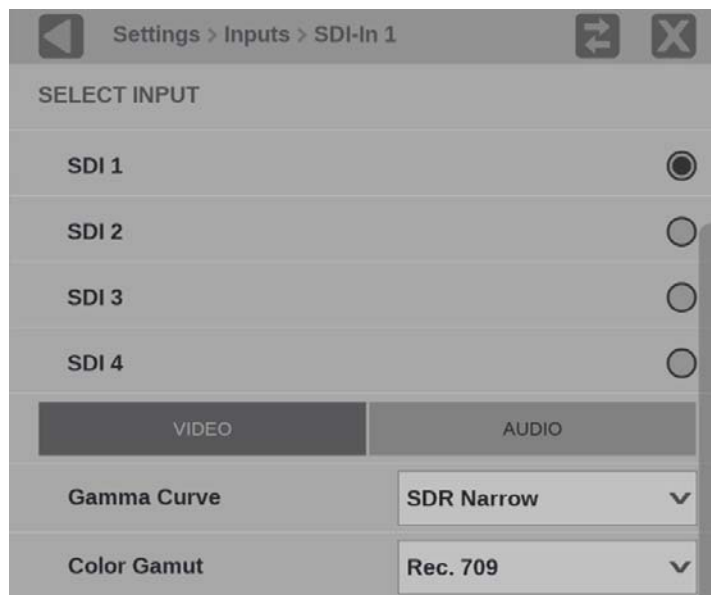 Settings > Inputs > SDI-In 1
SELECT INPUT
SDI 1
SDI 2
SDI 3
SDI 4
VIDEO AUDIO
Gamma Curve SDR Narrow
Color Gamut Rec. 709